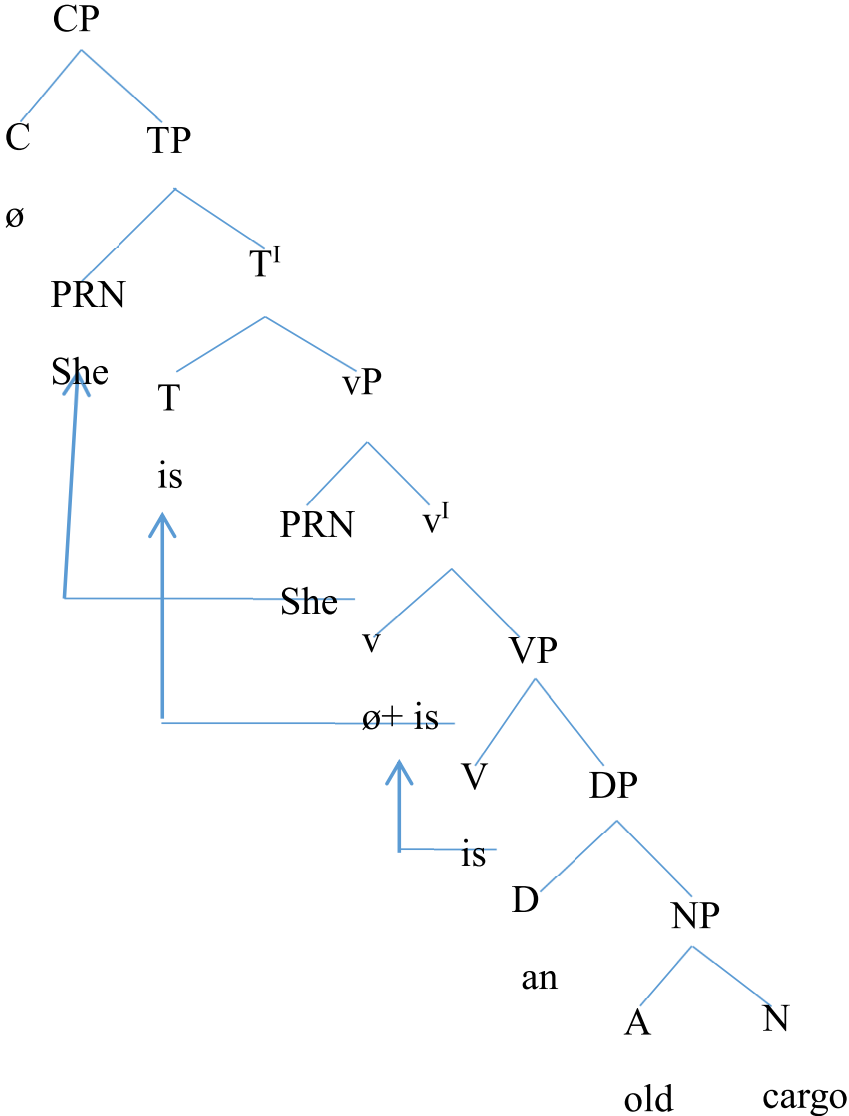 CP
C TP
ø
PRN Tᴵ
She T vP
is
PRN vᴵ
She
v VP
ø+ is
V DP
is
D NP
an
A N
old cargo